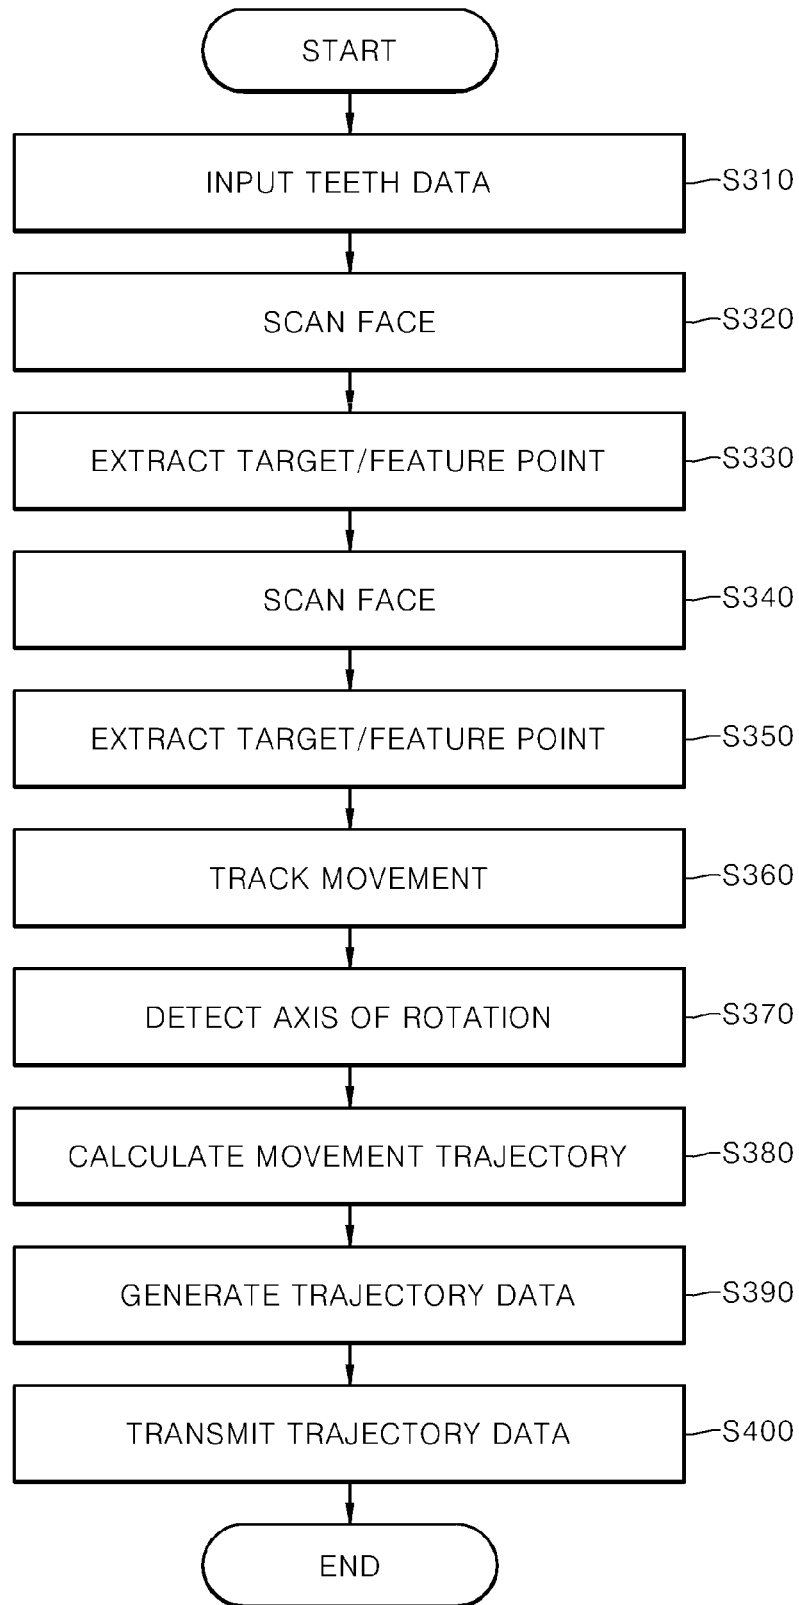 START
INPUT TEETH DATA
S310
SCAN FACE
S320
EXTRACT TARGET/FEATURE POINT
S330
SCAN FACE
S340
EXTRACT TARGET/FEATURE POINT
S350
TRACK MOVEMENT
S360
DETECT AXIS OF ROTATION
S370
CALCULATE MOVEMENT TRAJECTORY
S380
GENERATE TRAJECTORY DATA
S390
TRANSMIT TRAJECTORY DATA
S400
END